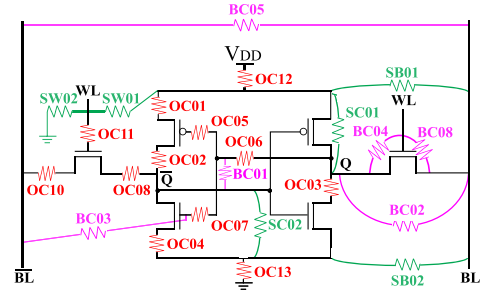 BC05
VDD
SB01
SW02 WL SW01
OC12
OC01
OC05
SC01
WL
OC11
OC06
BC04 BC08
OC02
Q
OC10 OC08
Q
BC01
OC03
BC03
OC07
BC02
SC02
OC04
OC13
SB02
BL
BL